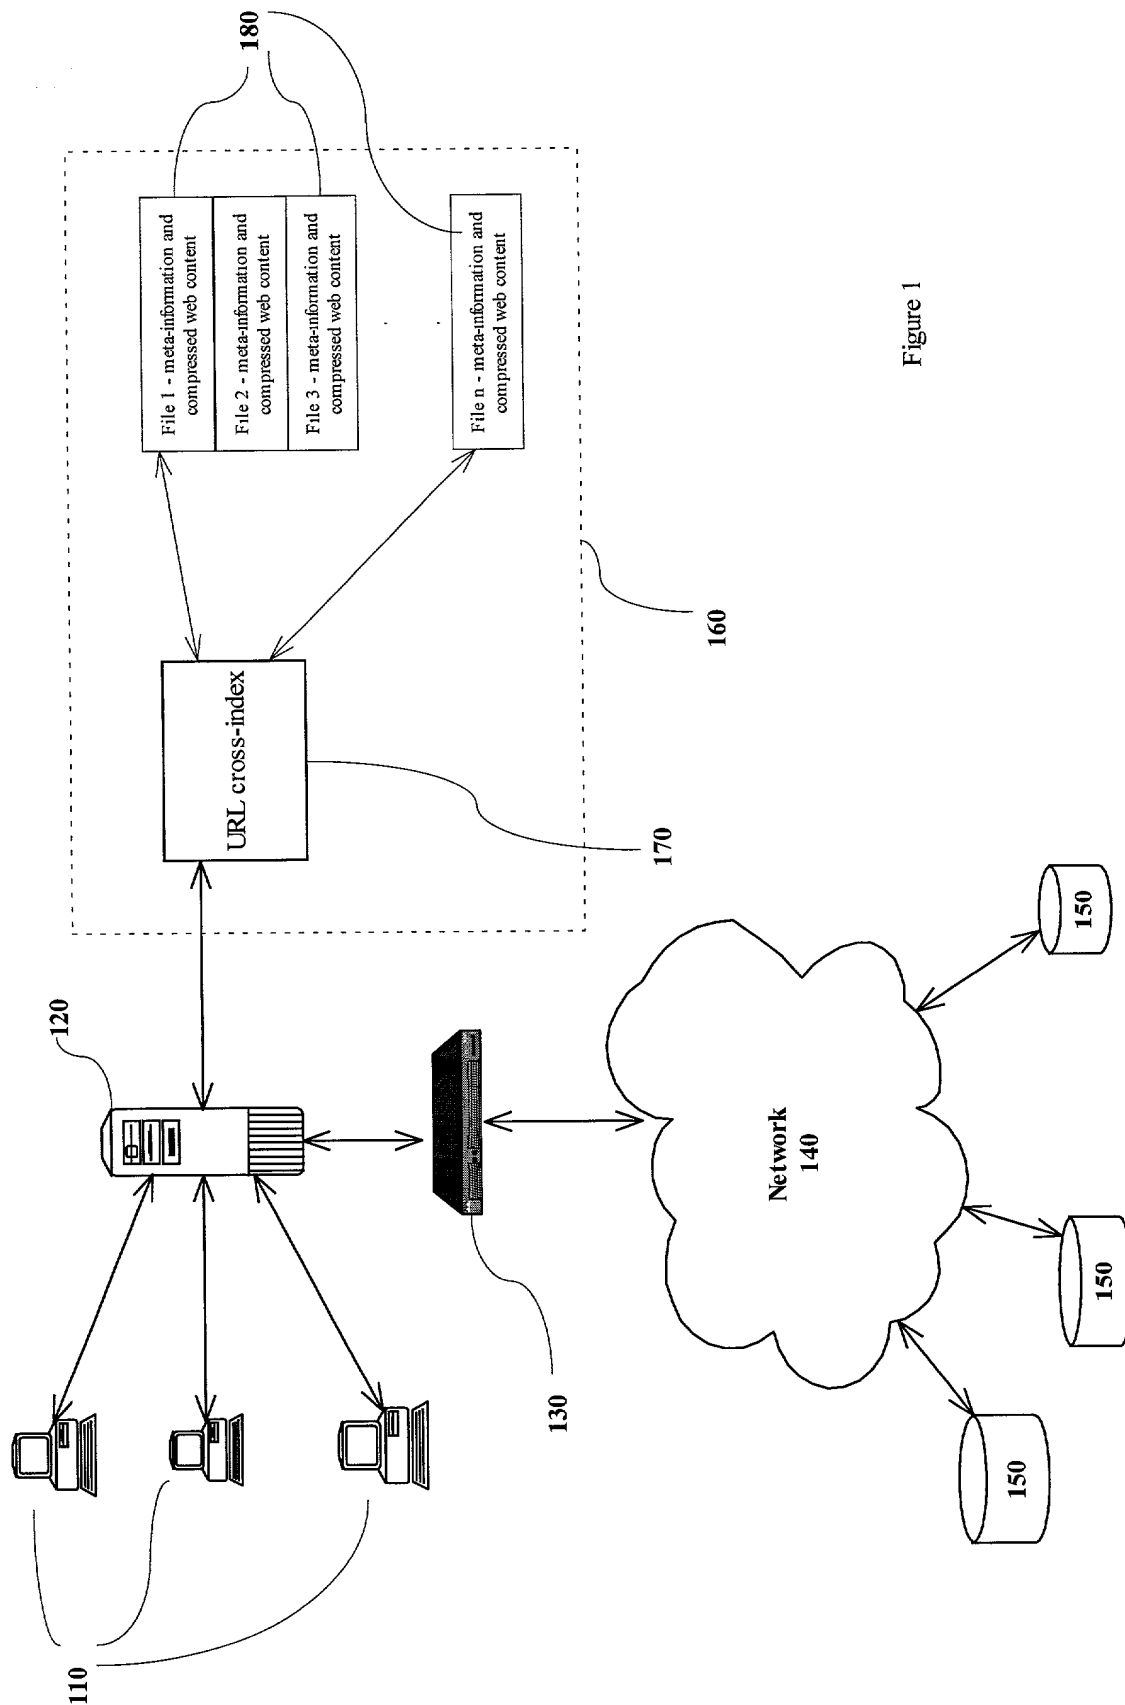 180
File 1 - meta-information and
compressed web content
File 2 - meta-information and
compressed web content
File 3 - meta-information and
compressed web content
File n - meta-information and
compressed web content
URL cross-index
160
170
120
110
130
Network
140
150
150
150
Figure 1